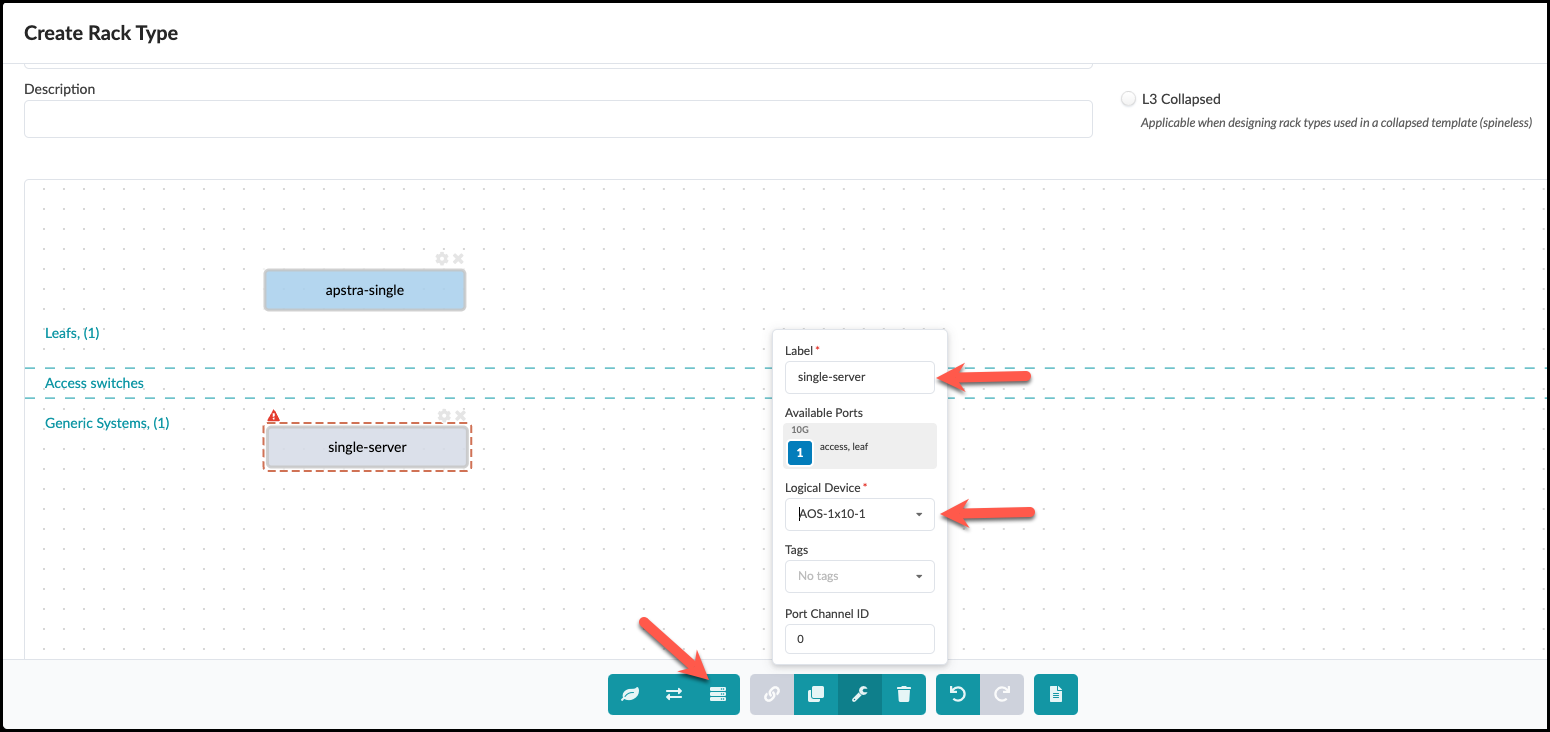 Create Rack Type
Description
L3 Collapsed
Applicable when designing rack types used in a collapsed template (spineless)
apstra-single
Leafs, (1)
Access switches
Generic Systems, (1)
single-server
Label *
single-server
Available Ports
10G
1 access, leaf
Logical Device *
AOS-1x10-1
Tags
No tags
Port Channel ID
0